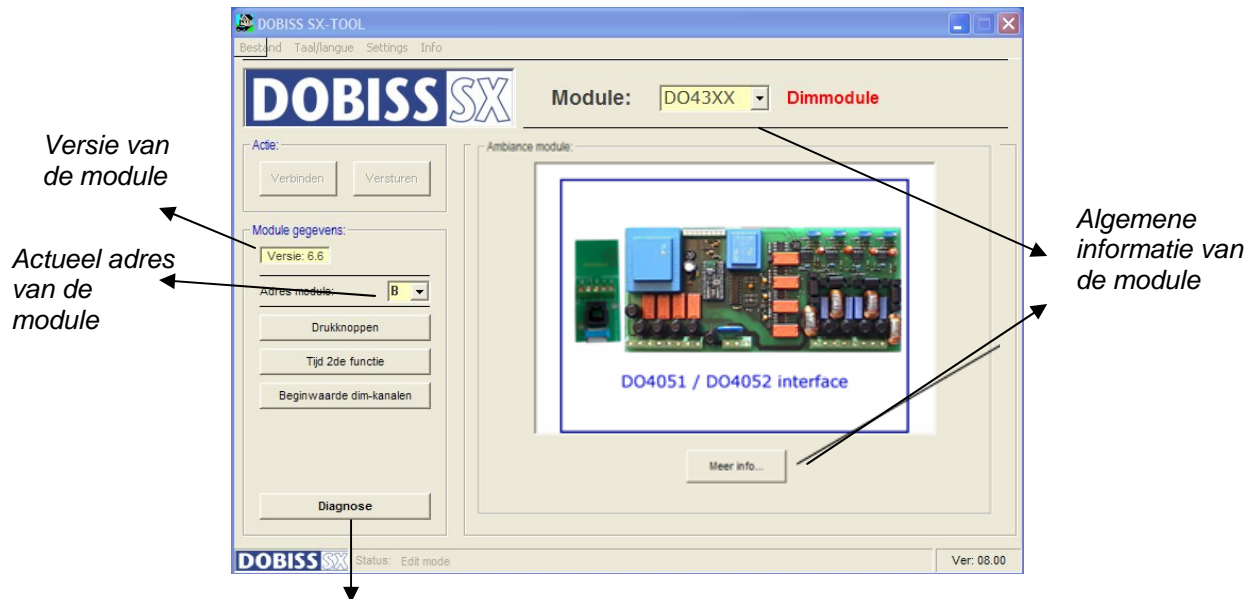 DOBISS SX-TOOL
Bestand Taal/langue Settings Info
DOBISS SX
Module: DO43XX Dimmodule
Versie van
de module
Actueel adres
van de
module
Actie:
Verbinden Versturen
Module gegevens:
Versie: 6.6
Adres module: B
Drukknoppen
Tijd 2de functie
Beginwaarde dim-kanalen
Diagnose
Ambiance module:
DO4051 / DO4052 interface
Meer info...
Algemene
informatie van
de module
DOBISS SX Status: Edit mode Ver: 08.00